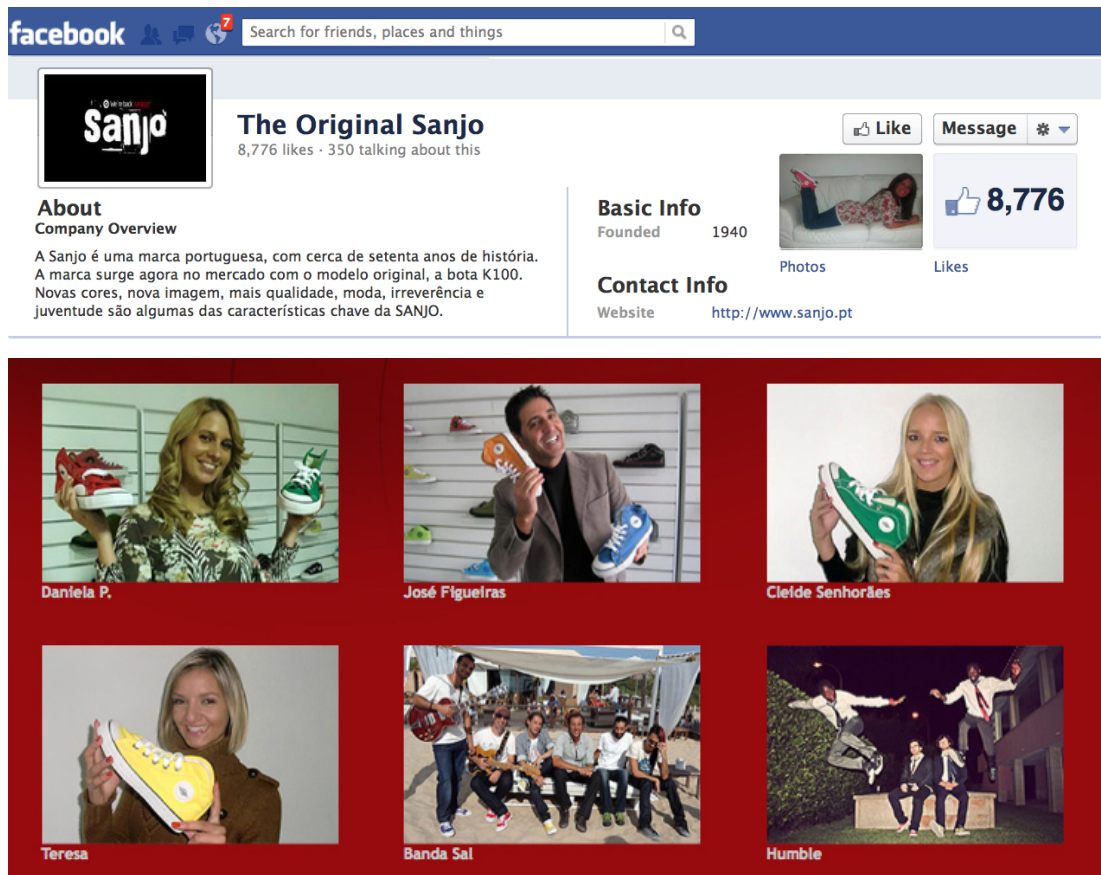 facebook
7
Search for friends, places and things
we're back
Sanjo
The Original Sanjo
8,776 likes · 350 talking about this
Like
Message
About
Company Overview
A Sanjo é uma marca portuguesa, com cerca de setenta anos de história.
A marca surge agora no mercado com o modelo original, a bota K100.
Novas cores, nova imagem, mais qualidade, moda, irreverência e
juventude são algumas das características chave da SANJO.
Basic Info
Founded 1940
Contact Info
Website http://www.sanjo.pt
Photos
8,776
Likes
Daniela P.
José Figueiras
Cleide Senhorães
Teresa
Banda Sal
Humble